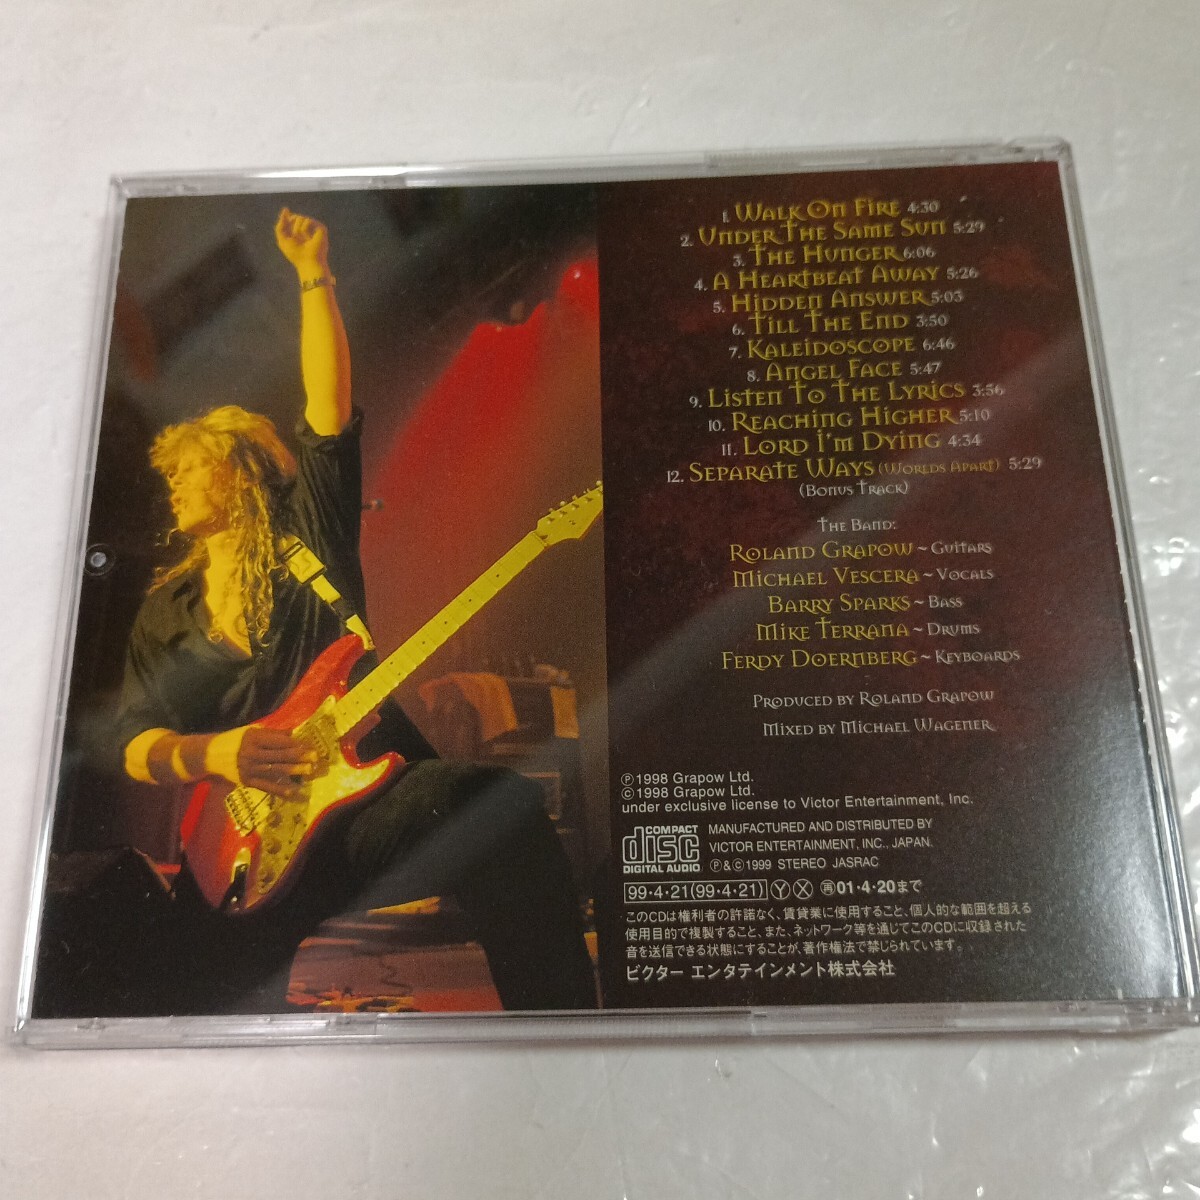 1. Walk On Fire 4:30
2. Under The Same Sun 5:29
3. The Hunger 6:06
4. A Heartbeat Away 5:26
5. Hidden Answer 5:03
6. Till The End 3:50
7. Kaleidoscope 6:46
8. Angel Face 5:47
9. Listen To The Lyrics 3:56
10. Reaching Higher 5:10
11. Lord I'm Dying 4:34
12. Separate Ways (Worlds Apart) 5:29
(Bonus Track)
The Band:
Roland Grapow ~ Guitars
Michael Vescera ~ Vocals
Barry Sparks ~ Bass
Mike Terrana ~ Drums
Ferdy Doernberg ~ Keyboards
Produced by Roland Grapow
Mixed by Michael Wagener
Ⓟ1998 Grapow Ltd.
©1998 Grapow Ltd.
under exclusive license to Victor Entertainment, Inc.
COMPACT disc DIGITAL AUDIO
MANUFACTURED AND DISTRIBUTED BY
VICTOR ENTERTAINMENT, INC., JAPAN.
Ⓟ&©1999 STEREO JASRAC
99・4・21(99・4・21) Ⓨ Ⓧ ㊢01・4・20まで
このCDは権利者の許諾なく、賃貸業に使用すること、個人的な範囲を超える
使用目的で複製すること、また、ネットワーク等を通じてこのCDに収録された
音を送信できる状態にすることが、著作権法で禁じられています。
ビクター エンタテインメント株式会社